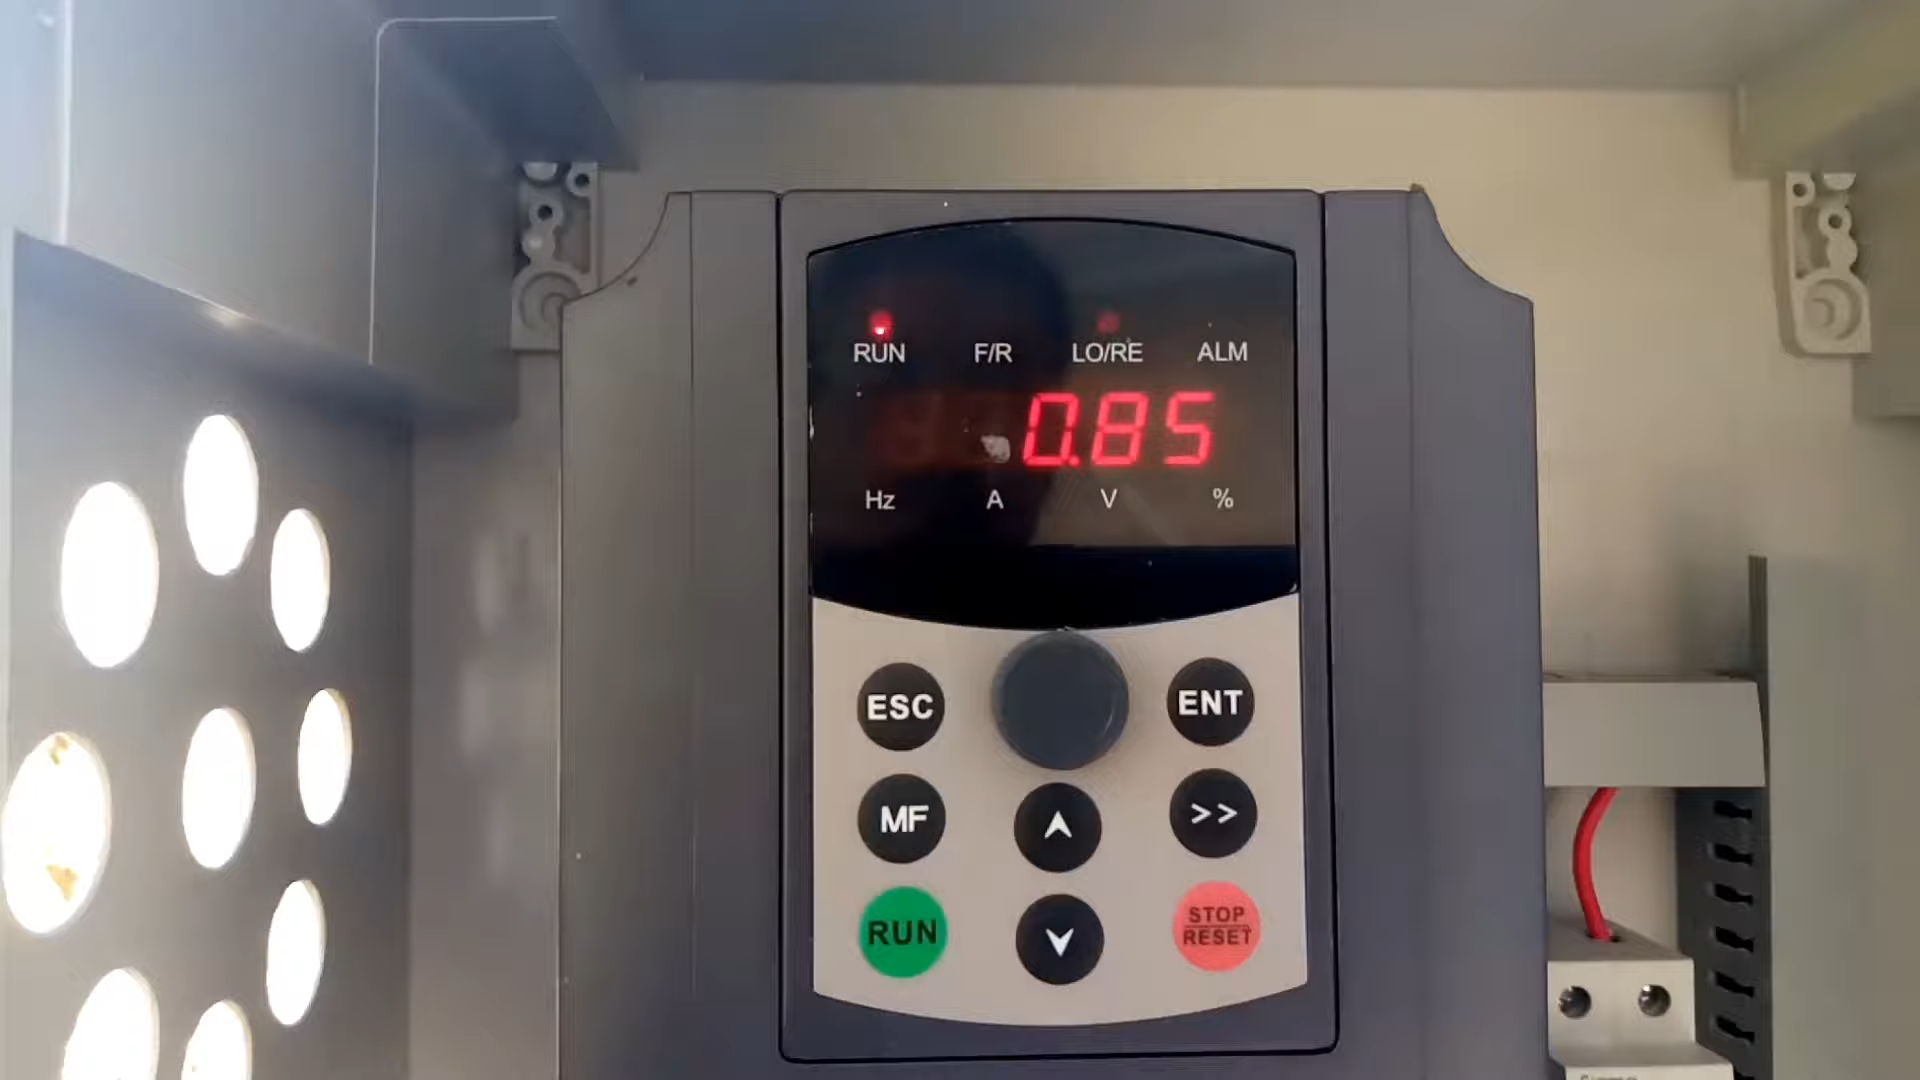 RUN F/R LO/RE ALM
0.85
Hz A V %
ESC ENT
MF >>
RUN STOP
RESET